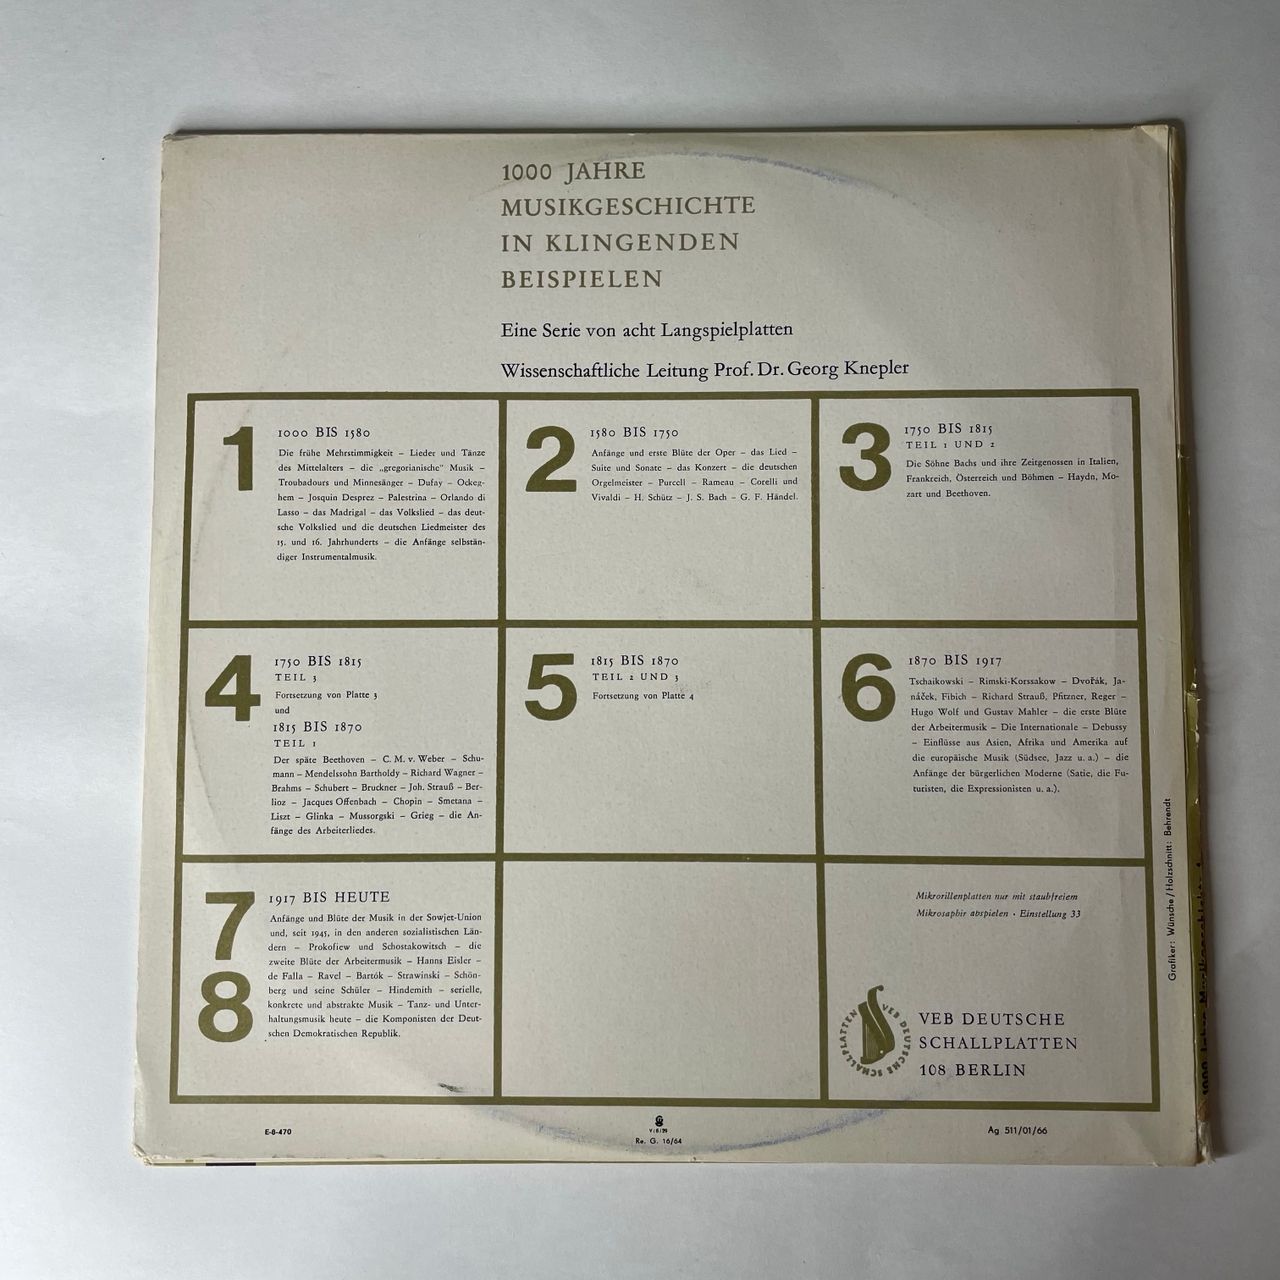 1000 JAHRE
MUSIKGESCHICHTE
IN KLINGENDEN
BEISPIELEN
Eine Serie von acht Langspielplatten
Wissenschaftliche Leitung Prof. Dr. Georg Knepler
1
1000 BIS 1580
Die frühe Mehrstimmigkeit – Lieder und Tänze
des Mittelalters – die „gregorianische" Musik –
Troubadours und Minnesänger – Dufay – Ockeg-
hem – Josquin Desprez – Palestrina – Orlando di
Lasso – das Madrigal – das Volkslied – das deut-
sche Volkslied und die deutschen Liedmeister des
15. und 16. Jahrhunderts – die Anfänge selbstän-
diger Instrumentalmusik.
2
1580 BIS 1750
Anfänge und erste Blüte der Oper – das Lied –
Suite und Sonate – das Konzert – die deutschen
Orgelmeister – Purcell – Rameau – Corelli und
Vivaldi – H. Schütz – J. S. Bach – G. F. Händel.
3
1750 BIS 1815
TEIL 1 UND 2
Die Söhne Bachs und ihre Zeitgenossen in Italien,
Frankreich, Österreich und Böhmen – Haydn, Mo-
zart und Beethoven.
4
1750 BIS 1815
TEIL 3
Fortsetzung von Platte 3
und
1815 BIS 1870
TEIL 1
Der späte Beethoven – C. M. v. Weber – Schu-
mann – Mendelssohn Bartholdy – Richard Wagner –
Brahms – Schubert – Bruckner – Joh. Strauß – Ber-
lioz – Jacques Offenbach – Chopin – Smetana –
Liszt – Glinka – Mussorgski – Grieg – die An-
fänge des Arbeiterliedes.
5
1815 BIS 1870
TEIL 2 UND 3
Fortsetzung von Platte 4
6
1870 BIS 1917
Tschaikowski – Rimski-Korssakow – Dvořák, Ja-
náček, Fibich – Richard Strauß, Pfitzner, Reger –
Hugo Wolf und Gustav Mahler – die erste Blüte
der Arbeitermusik – Die Internationale – Debussy
– Einflüsse aus Asien, Afrika und Amerika auf
die europäische Musik (Südsee, Jazz u. a.) – die
Anfänge der bürgerlichen Moderne (Satie, die Fu-
turisten, die Expressionisten u. a.).
7
8
1917 BIS HEUTE
Anfänge und Blüte der Musik in der Sowjet-Union
und, seit 1945, in den anderen sozialistischen Län-
dern – Prokofiew und Schostakowitsch – die
zweite Blüte der Arbeitermusik – Hanns Eisler –
de Falla – Ravel – Bartók – Strawinski – Schön-
berg und seine Schüler – Hindemith – serielle,
konkrete und abstrakte Musik – Tanz- und Unter-
haltungsmusik heute – die Komponisten der Deut-
schen Demokratischen Republik.
Mikrorillenplatten nur mit staubfreiem
Mikrosaphir abspielen · Einstellung 33
VEB DEUTSCHE SCHALLPLATTEN
VEB DEUTSCHE
SCHALLPLATTEN
108 BERLIN
Grafiker: Wünsche / Holzschnitt: Behrendt
1000 Jahre Musikgeschichte
E-8-470
Re. G. 16/64
Ag 511/01/66